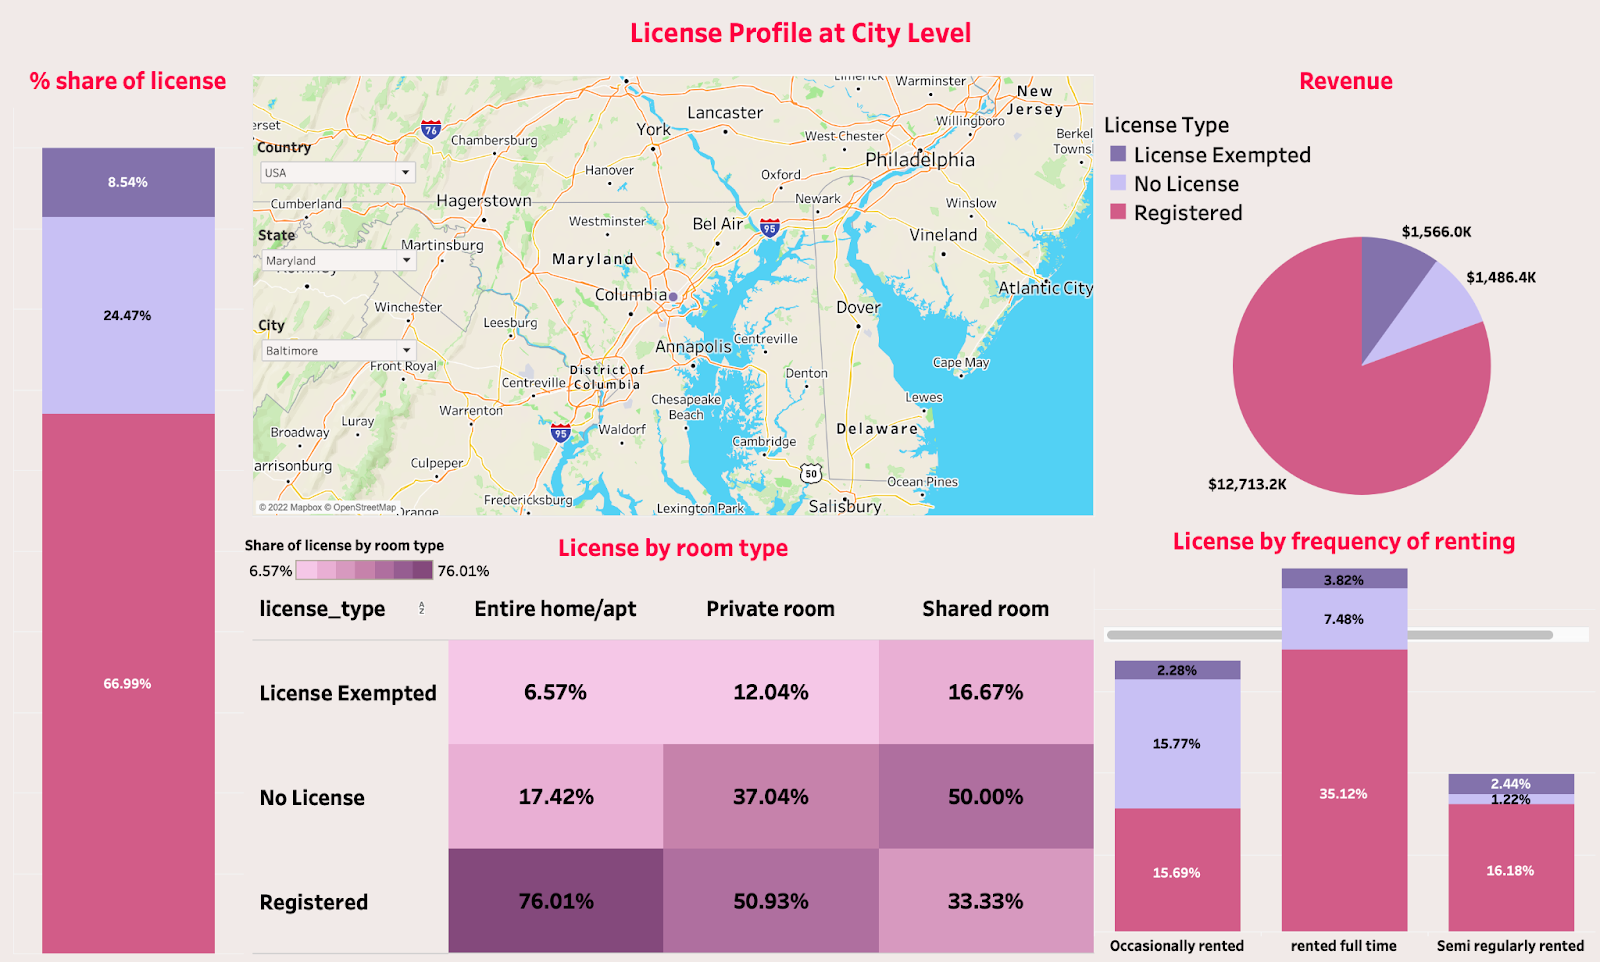 License Profile at City Level
% share of license
8.54%
24.47%
66.99%
Country
USA
State
Maryland
City
Baltimore
76
95
95
50
Lancaster
Warminster
New
Jersey
York
Chambersburg
West Chester
Willingboro
Philadelphia
Hanover
Oxford
Cumberland
Hagerstown
Newark
Winslow
Westminster
Bel Air
Vineland
Martinsburg
Maryland
Columbia
Atlantic City
Winchester
Leesburg
Dover
Annapolis
Centreville
Front Royal
District of
Columbia
Cape May
Centreville
Denton
Chesapeake
Beach
Lewes
Warrenton
Luray
Broadway
Waldorf
Cambridge
Delaware
arrisonburg
Culpeper
Ocean Pines
Fredericksburg
Lexington Park
Salisbury
© 2022 Mapbox © OpenStreetMap
Revenue
License Type
License Exempted
No License
Registered
$1,566.0K
$1,486.4K
$12,713.2K
Share of license by room type
6.57% 76.01%
License by room type
license_type Entire home/apt Private room Shared room
License Exempted 6.57% 12.04% 16.67%
No License 17.42% 37.04% 50.00%
Registered 76.01% 50.93% 33.33%
License by frequency of renting
2.28%
15.77%
15.69%
3.82%
7.48%
35.12%
2.44%
1.22%
16.18%
Occasionally rented rented full time Semi regularly rented